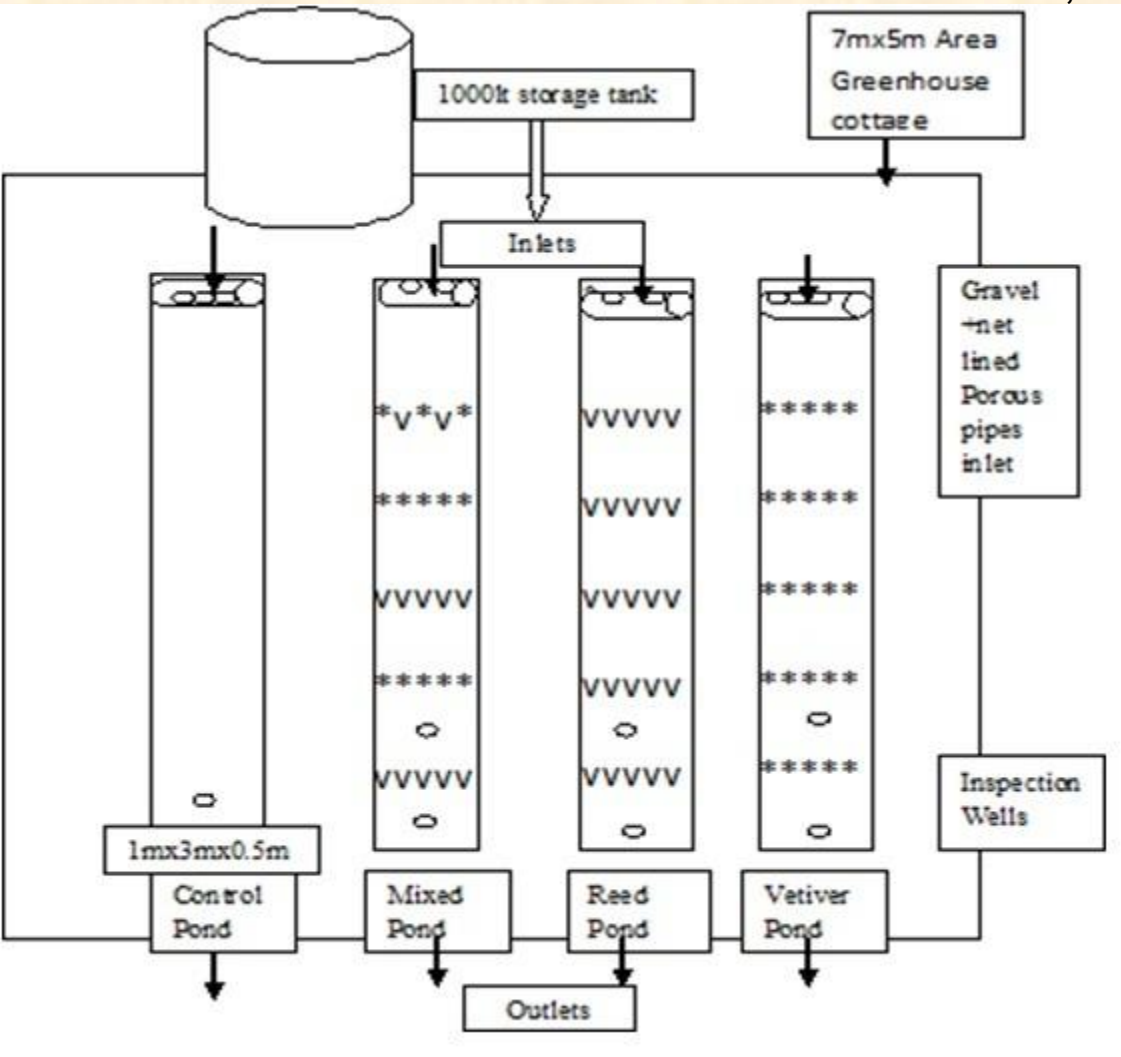 7mx5m Area
Greenhouse
cottage
1000lt storage tank
Inlets
Gravel
+net
lined
Porous
pipes
inlet
*v*v*
VVVVV
*****
*****
VVVVV
*****
VVVVV
VVVVV
*****
*****
VVVVV
*****
VVVVV
VVVVV
*****
Inspection
Wells
1mx3mx0.5m
Control
Pond
Mixed
Pond
Reed
Pond
Vetiver
Pond
Outlets